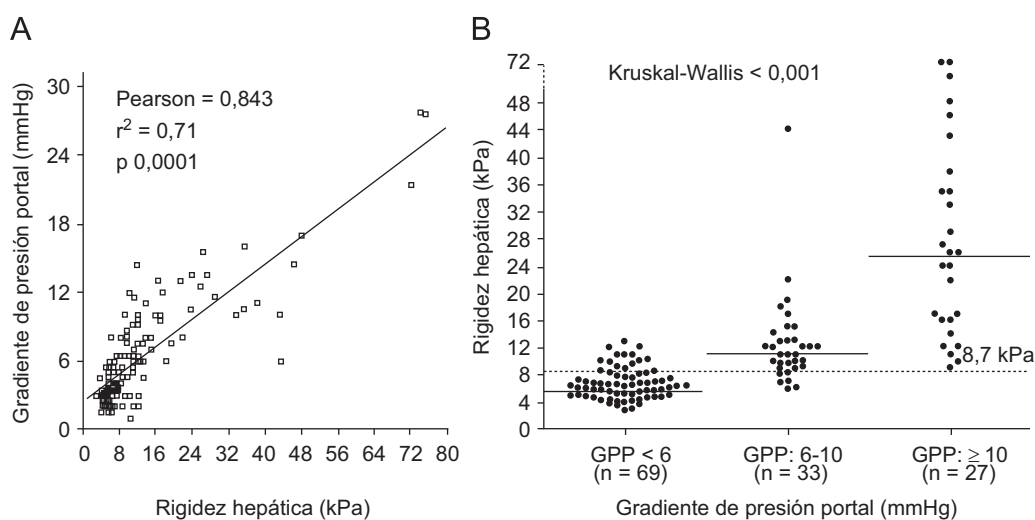 A
Gradiente de presión portal (mmHg)
30
24
18
12
6
0
Pearson = 0,843
r² = 0,71
p 0,0001
0 8 16 24 32 40 48 56 64 72 80
Rigidez hepática (kPa)
B
Rigidez hepática (kPa)
72
48
44
40
36
32
28
24
20
16
12
8
4
0
Kruskal-Wallis < 0,001
8,7 kPa
GPP < 6 GPP: 6-10 GPP: ≥ 10
(n = 69) (n = 33) (n = 27)
Gradiente de presión portal (mmHg)